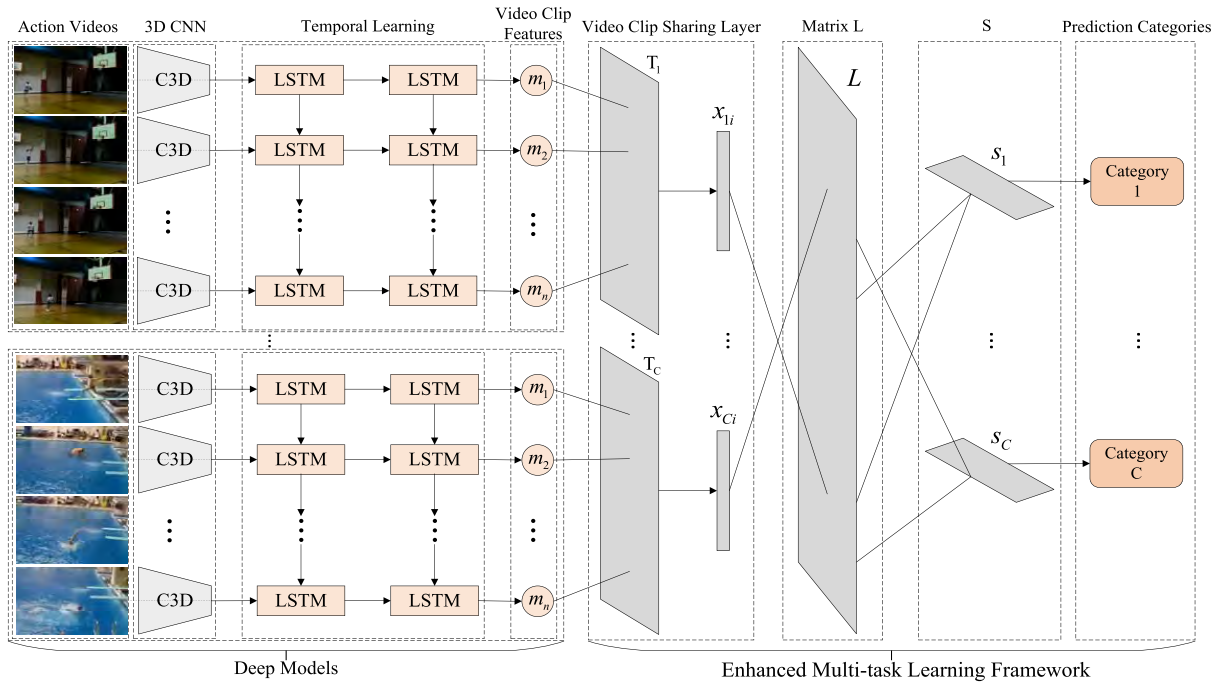 Action Videos
3D CNN
Temporal Learning
Video Clip
Features
Video Clip Sharing Layer
Matrix L
S
Prediction Categories
C3D
LSTM
LSTM
m1
C3D
LSTM
LSTM
m2
C3D
LSTM
LSTM
mn
T1
x1i
L
s1
Category
1
C3D
LSTM
LSTM
m1
C3D
LSTM
LSTM
m2
C3D
LSTM
LSTM
mn
TC
xCi
sC
Category
C
Deep Models
Enhanced Multi-task Learning Framework